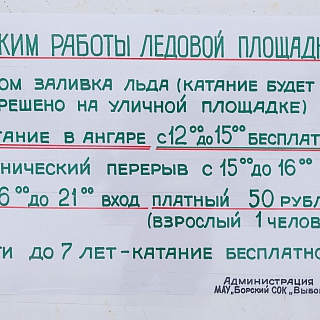 ЖИМ РАБОТЫ ЛЕДОВОЙ ПЛОЩАДК
ОМ ЗАЛИВКА ЛЬДА (КАТАНИЕ БУДЕТ
РЕШЕНО НА УЛИЧНОЙ ПЛОЩАДКЕ)
ТАНИЕ В АНГАРЕ С 12⁰⁰ ДО 15⁰⁰ БЕСПЛАТ
НИЧЕСКИЙ ПЕРЕРЫВ С 15⁰⁰ ДО 16⁰⁰
6⁰⁰ ДО 21⁰⁰ ВХОД ПЛАТНЫЙ 50 РУБЛ
(ВЗРОСЛЫЙ 1 ЧЕЛОВ
ТИ ДО 7 ЛЕТ-КАТАНИЕ БЕСПЛАТНО
Администрация
МАУ „Борский СОК „Выбо